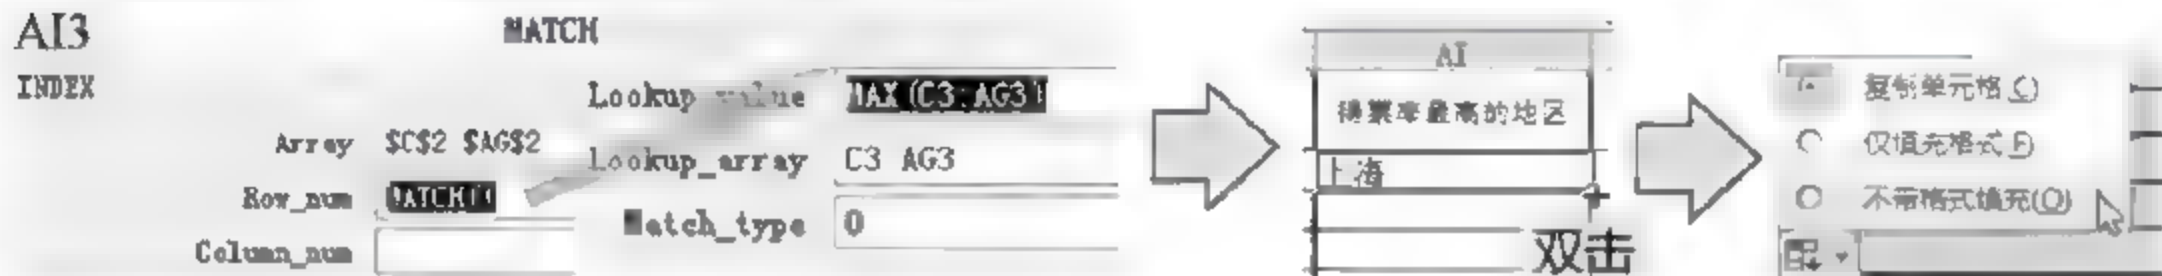 AI3
INDEX
Array $C$2 $AG$2
Row_num MATCH()
Column_num
MATCH
Lookup_value MAX(C3:AG3)
Lookup_array C3 AG3
Match_type 0
AI
得票率最高的地区
上海
双击
复制单元格(C)
仅填充格式(F)
不带格式填充(O)